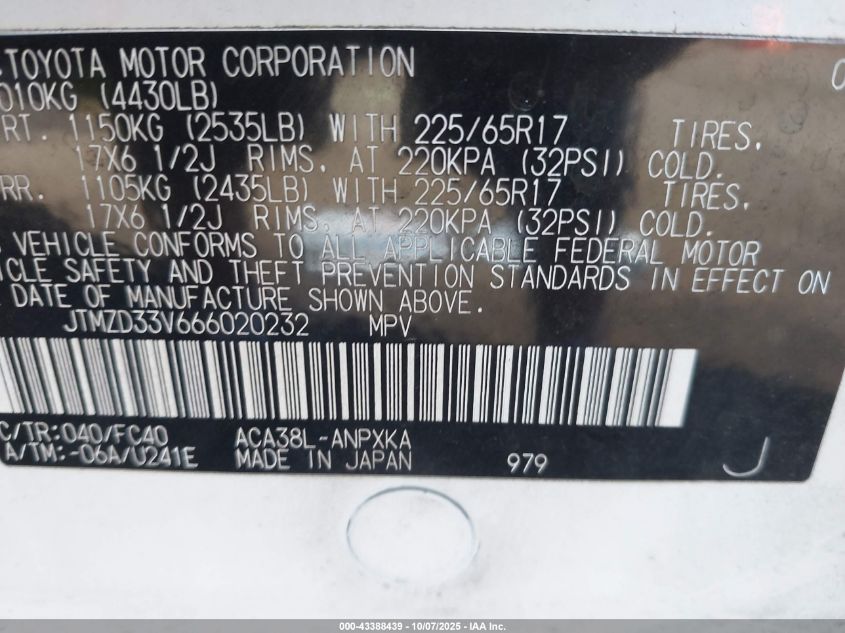 TOYOTA MOTOR CORPORATION 0
010KG (4430LB)
RT. 1150KG (2535LB) WITH 225/65R17 TIRES,
17X6 1/2J RIMS, AT 220KPA (32PSI) COLD.
RR. 1105KG (2435LB) WITH 225/65R17 TIRES,
17X6 1/2J RIMS, AT 220KPA (32PSI) COLD.
VEHICLE CONFORMS TO ALL APPLICABLE FEDERAL MOTOR
ICLE SAFETY AND THEFT PREVENTION STANDARDS IN EFFECT ON
DATE OF MANUFACTURE SHOWN ABOVE.
JTMZD33V666020232 MPV
C/TR:040/FC40 ACA38L-ANPXKA
A/TM:-06A/U241E MADE IN JAPAN 979 J
000-43388439 - 10/07/2025 - IAA Inc.